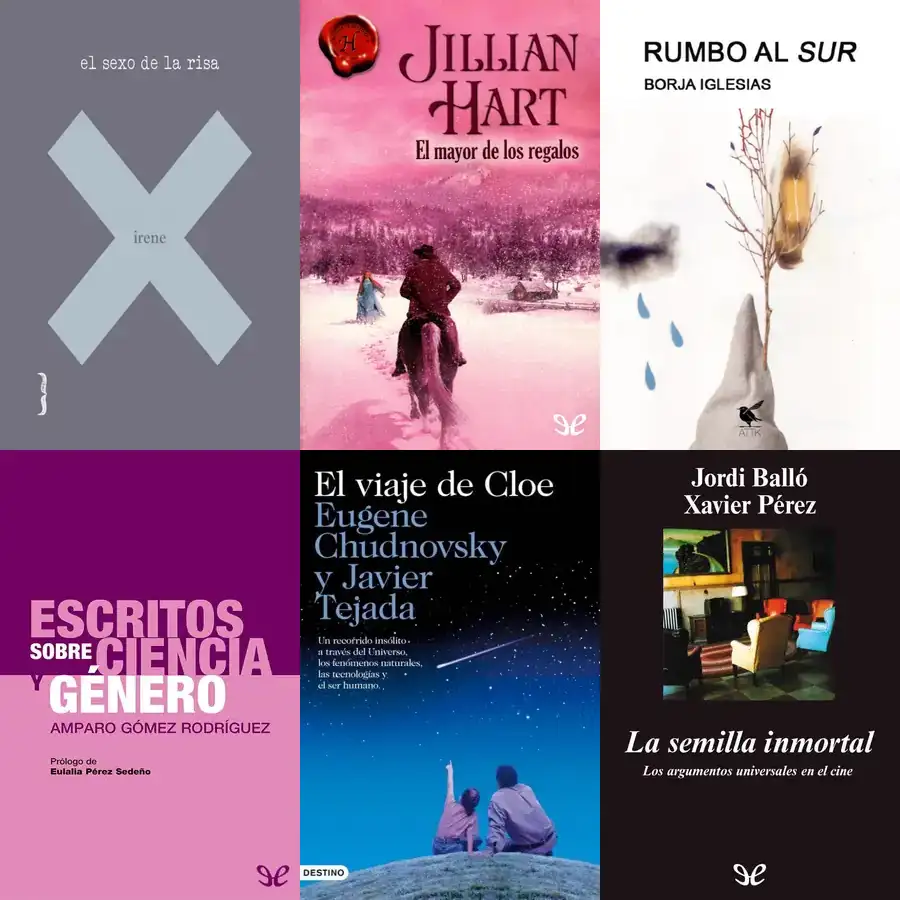 el sexo de la risa
irene
JILLIAN
HART
El mayor de los regalos
H
RUMBO AL SUR
BORJA IGLESIAS
ATTK
ESCRITOS
SOBRE CIENCIA
Y GÉNERO
AMPARO GÓMEZ RODRÍGUEZ
Prólogo de
Eulalia Pérez Sedeño
El viaje de Cloe
Eugene
Chudnovsky
y Javier
Tejada
Un recorrido insólito
a través del Universo,
los fenómenos naturales,
las tecnologías y
el ser humano.
DESTINO
Jordi Balló
Xavier Pérez
La semilla inmortal
Los argumentos universales en el cine